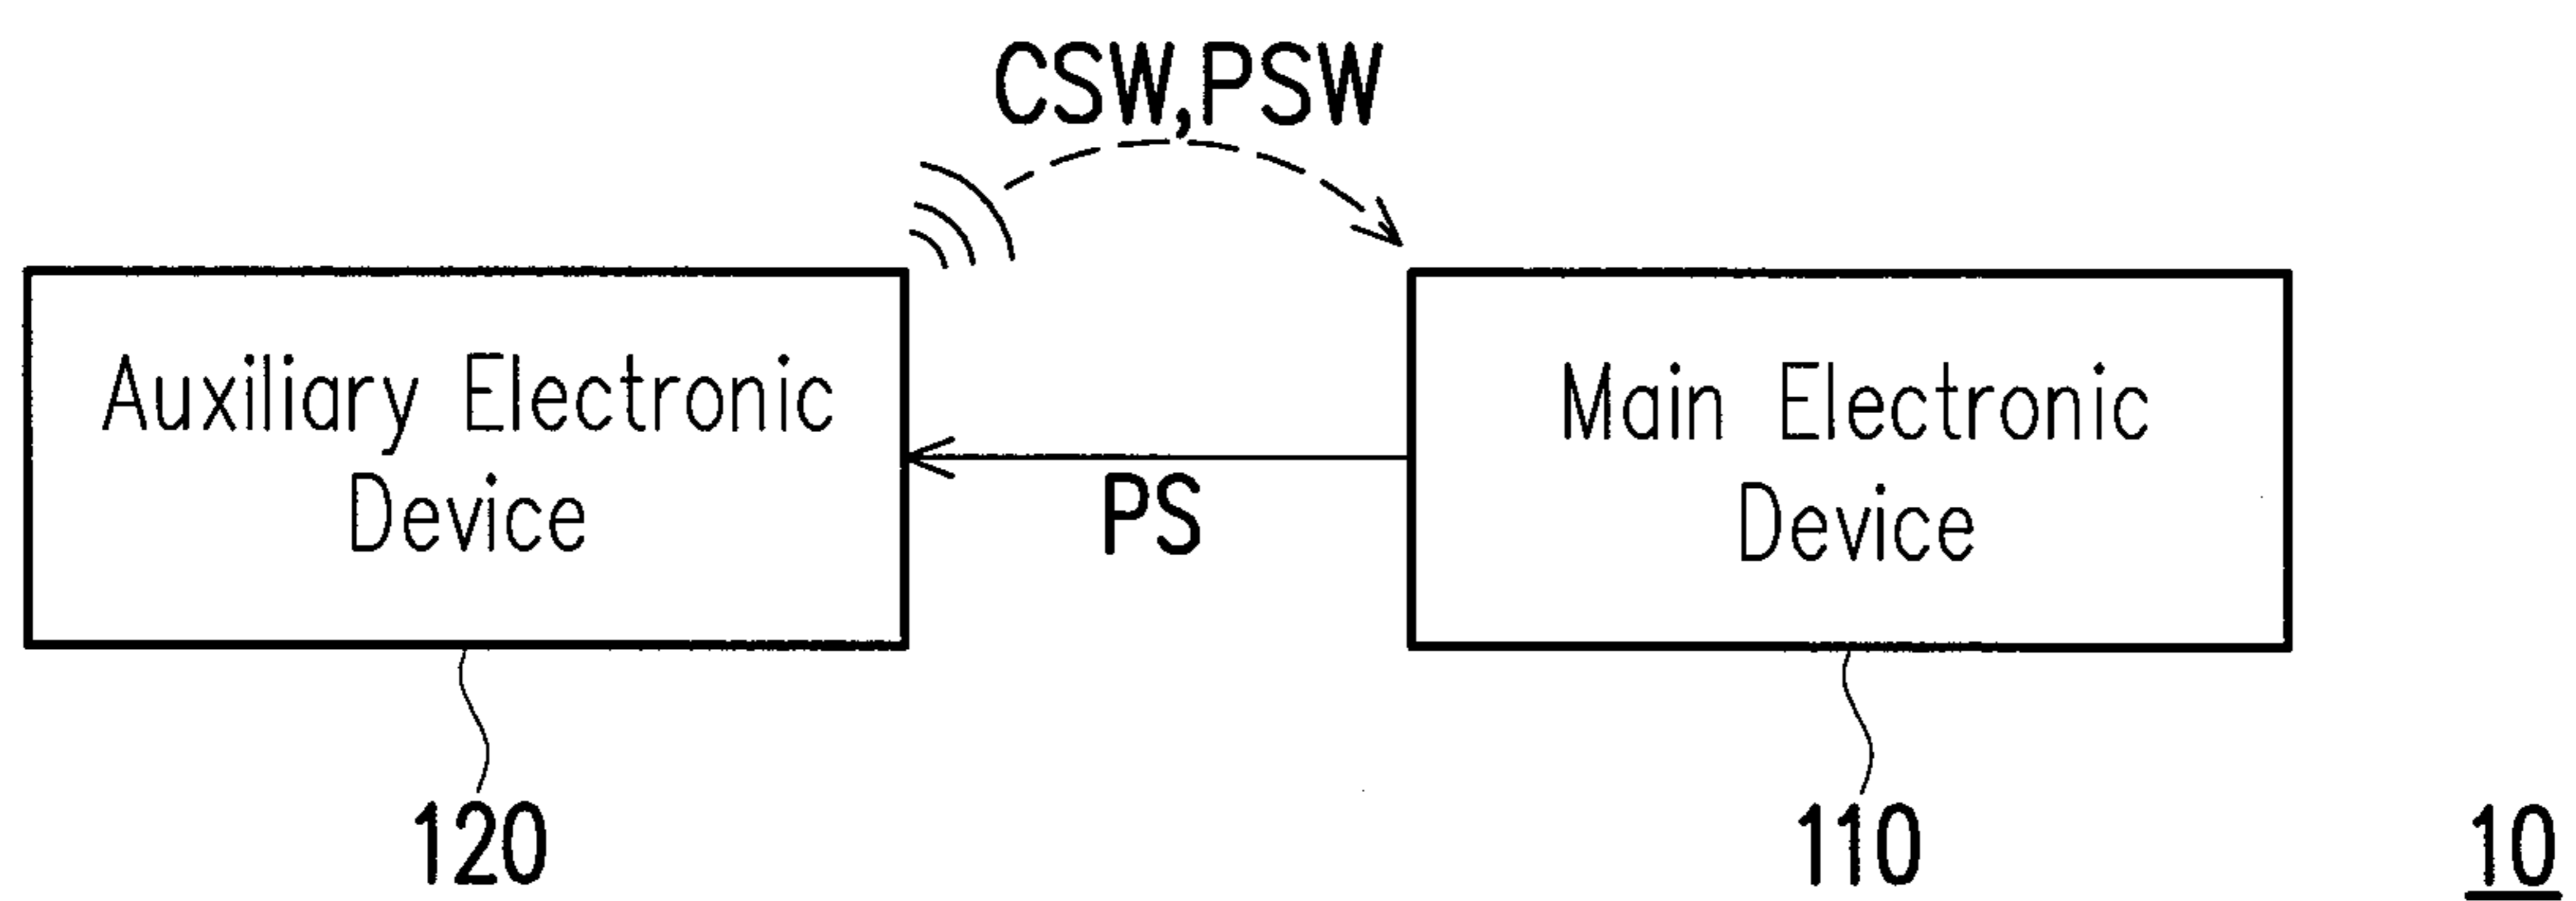 CSW,PSW
Auxiliary Electronic
Device
PS
Main Electronic
Device
120
110
10